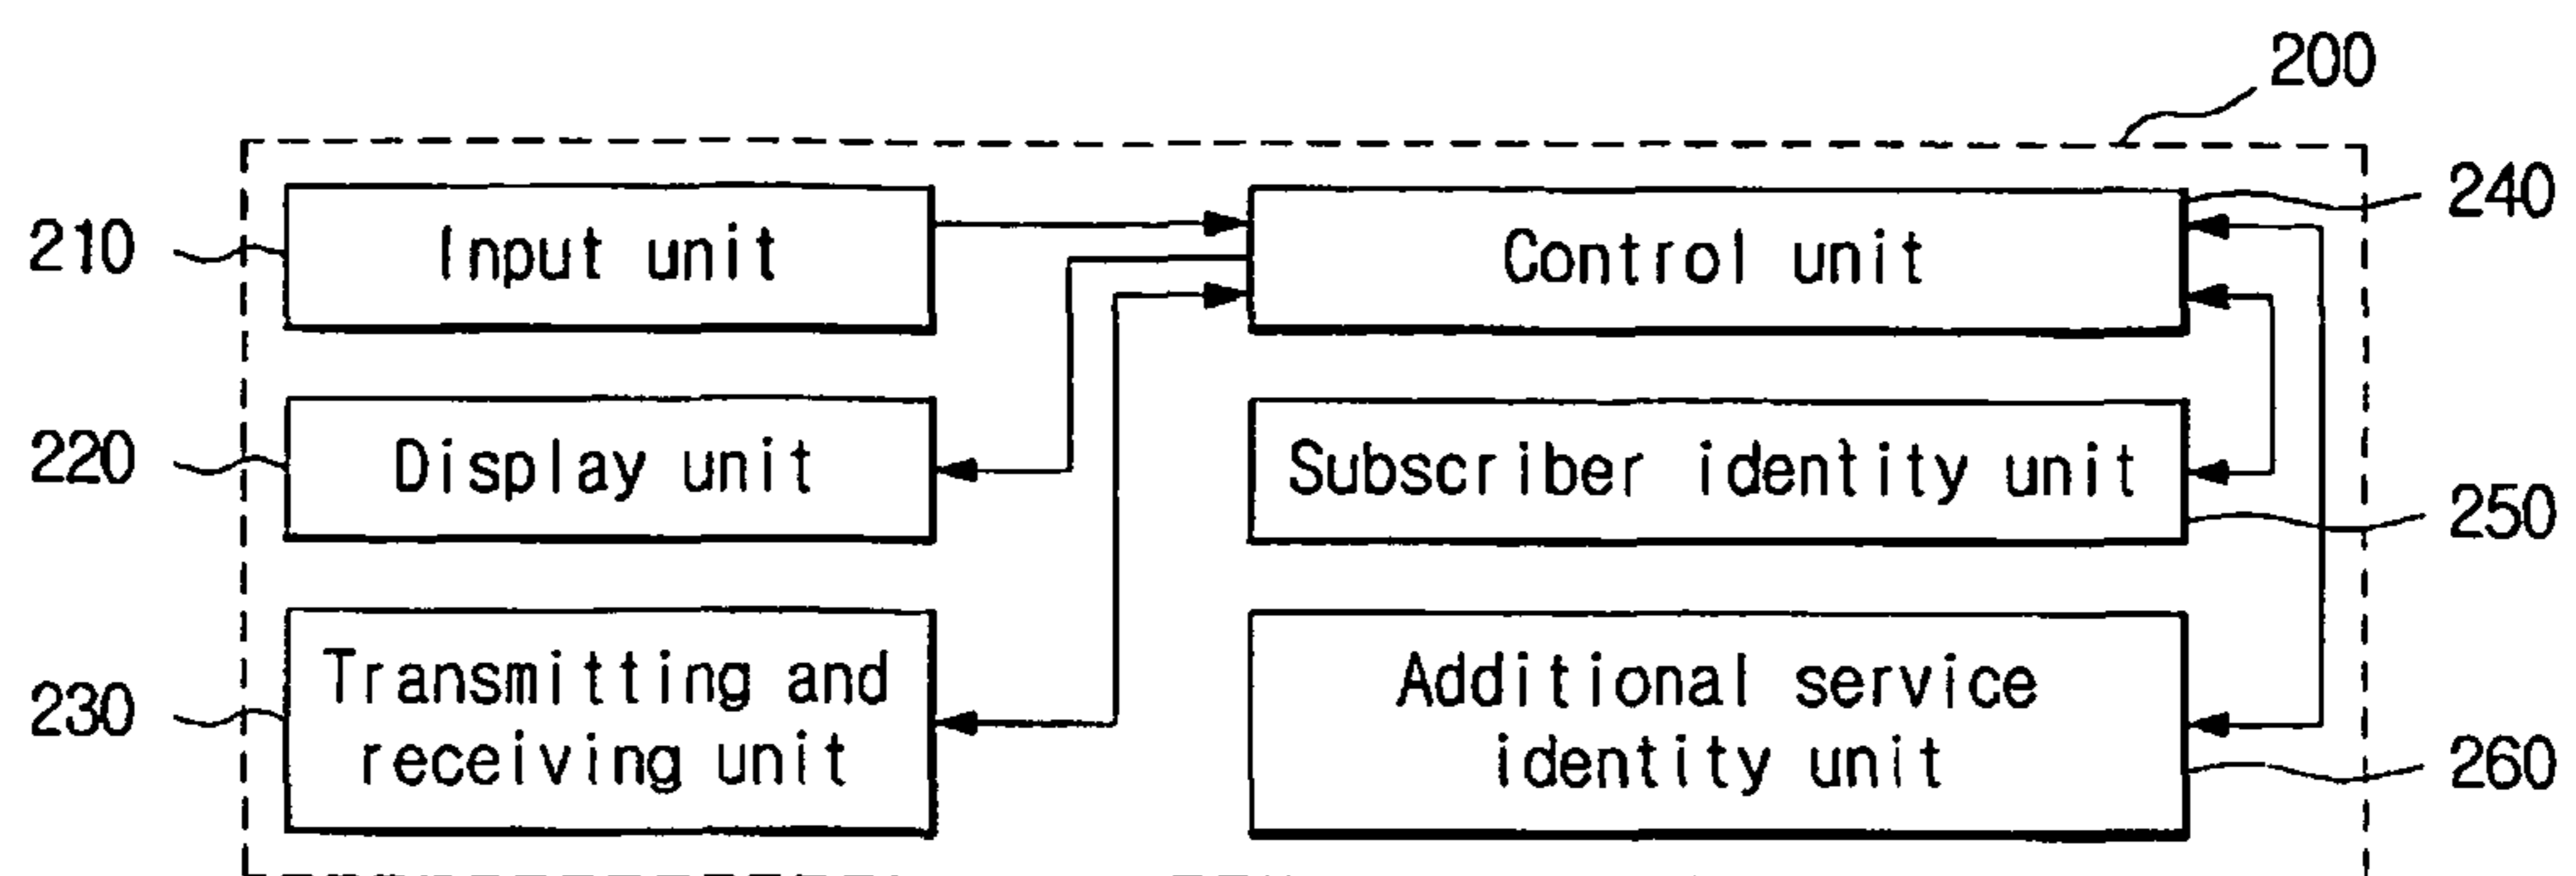 200
210
Input unit
Control unit
240
220
Display unit
Subscriber identity unit
250
230
Transmitting and
receiving unit
Additional service
identity unit
260